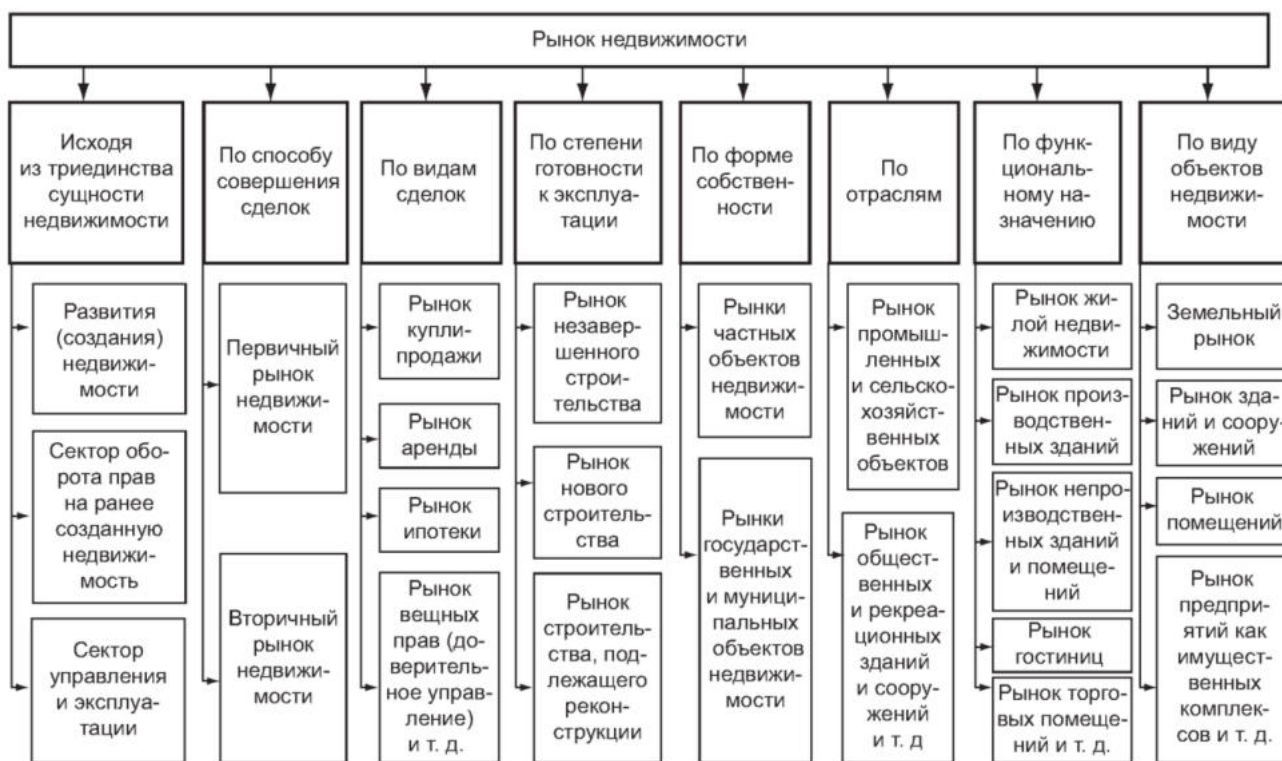 Рынок недвижимости
Исходя
из триединства
сущности
недвижимости
По способу
совершения
сделок
По видам
сделок
По степени
готовности
к эксплуа-
тации
По форме
собствен-
ности
По
отраслям
По функ-
циональ-
ному на-
значению
По виду
объектов
недвижи-
мости
Развития
(создания)
недвижи-
мости
Сектор обо-
рота прав
на ранее
созданную
недвижи-
мость
Сектор
управления
и эксплуа-
тации
Первичный
рынок
недвижи-
мости
Вторичный
рынок
недвижи-
мости
Рынок
купли-
продажи
Рынок
аренды
Рынок
ипотеки
Рынок
вещных
прав (до-
веритель-
ное управ-
ление)
и т. д.
Рынок
незавер-
шенного
строи-
тельства
Рынок
нового
строитель-
ства
Рынок
строитель-
ства, под-
лежащего
рекон-
струкции
Рынки
частных
объектов
недвижи-
мости
Рынки
государст-
венных
и муници-
пальных
объектов
недвижи-
мости
Рынок
промыш-
ленных
и сельско-
хозяйст-
венных
объектов
Рынок
общест-
венных
и рекреа-
ционных
зданий
и соору-
жений
и т. д
Рынок жи-
лой недви-
жимости
Рынок произ-
водствен-
ных зданий
Рынок непро-
изводствен-
ных зданий
и помеще-
ний
Рынок
гостиниц
Рынок торго-
вых помеще-
ний и т. д.
Земельный
рынок
Рынок зда-
ний и соору-
жений
Рынок
помещений
Рынок
предпри-
ятий как
имущест-
венных
комплек-
сов и т. д.